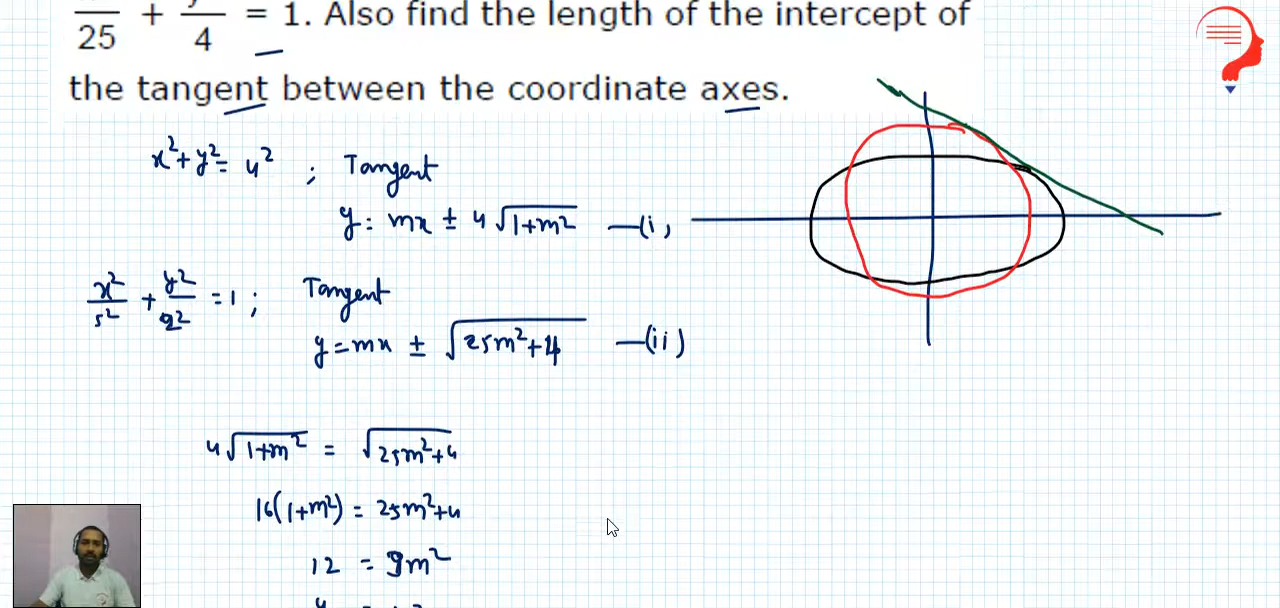 25 + 4 = 1. Also find the length of the intercept of
the tangent between the coordinate axes.
x²+y²= 4² ; Tangent
y = mx ± 4√1+m² —(i)
x²/5² + y²/2² = 1 ; Tangent
y = mx ± √25m²+4 —(ii)
4√1+m² = √25m²+4
16(1+m²) = 25m²+4
12 = 9m²